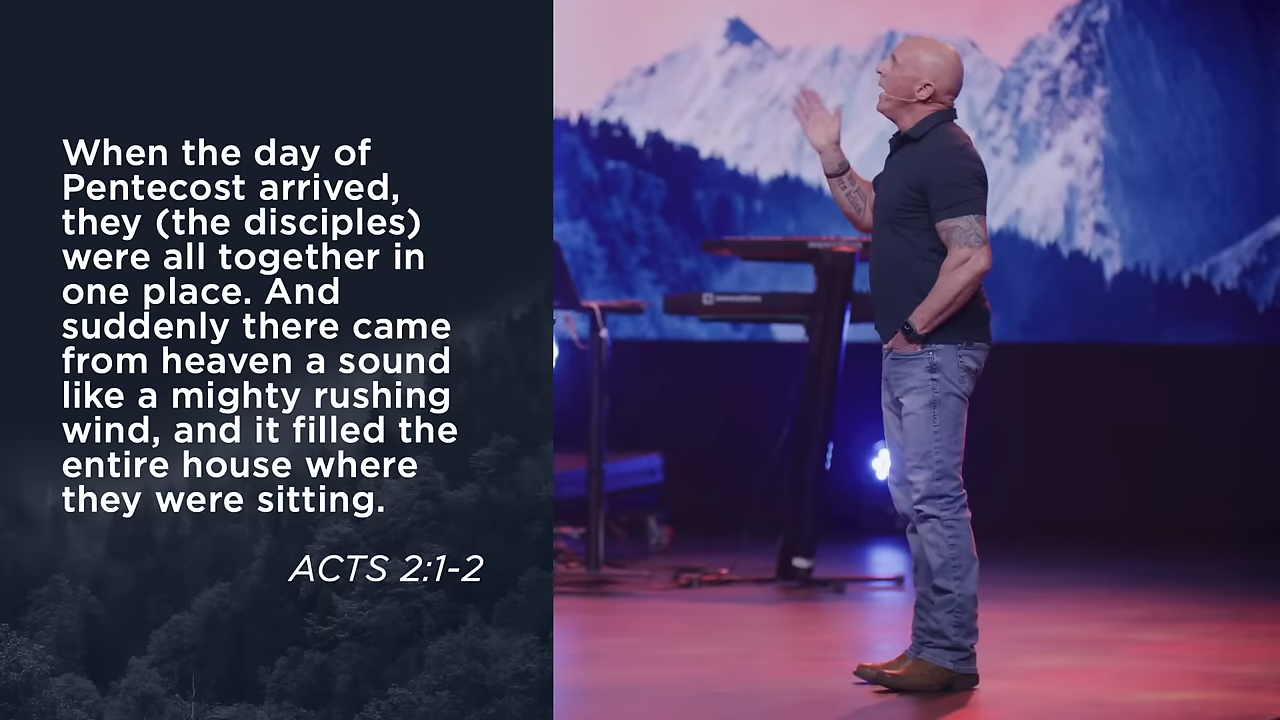 When the day of
Pentecost arrived,
they (the disciples)
were all together in
one place. And
suddenly there came
from heaven a sound
like a mighty rushing
wind, and it filled the
entire house where
they were sitting.
ACTS 2:1-2